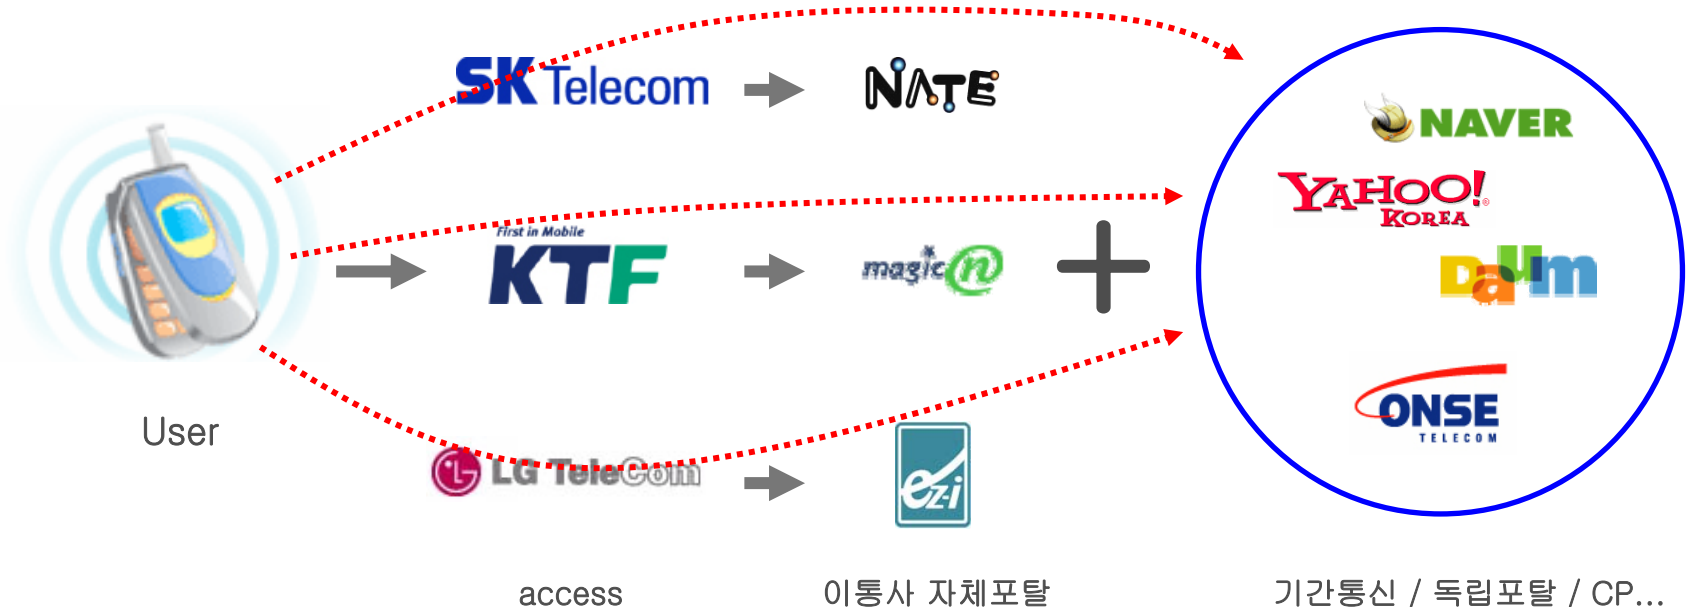 SK Telecom
NATE
NAVER
YAHOO!
KOREA
First in Mobile
KTF
magic n
Daum
ONSE
TELECOM
User
LG TeleCom
ez-i
access
이통사 자체포탈
기간통신 / 독립포탈 / CP...